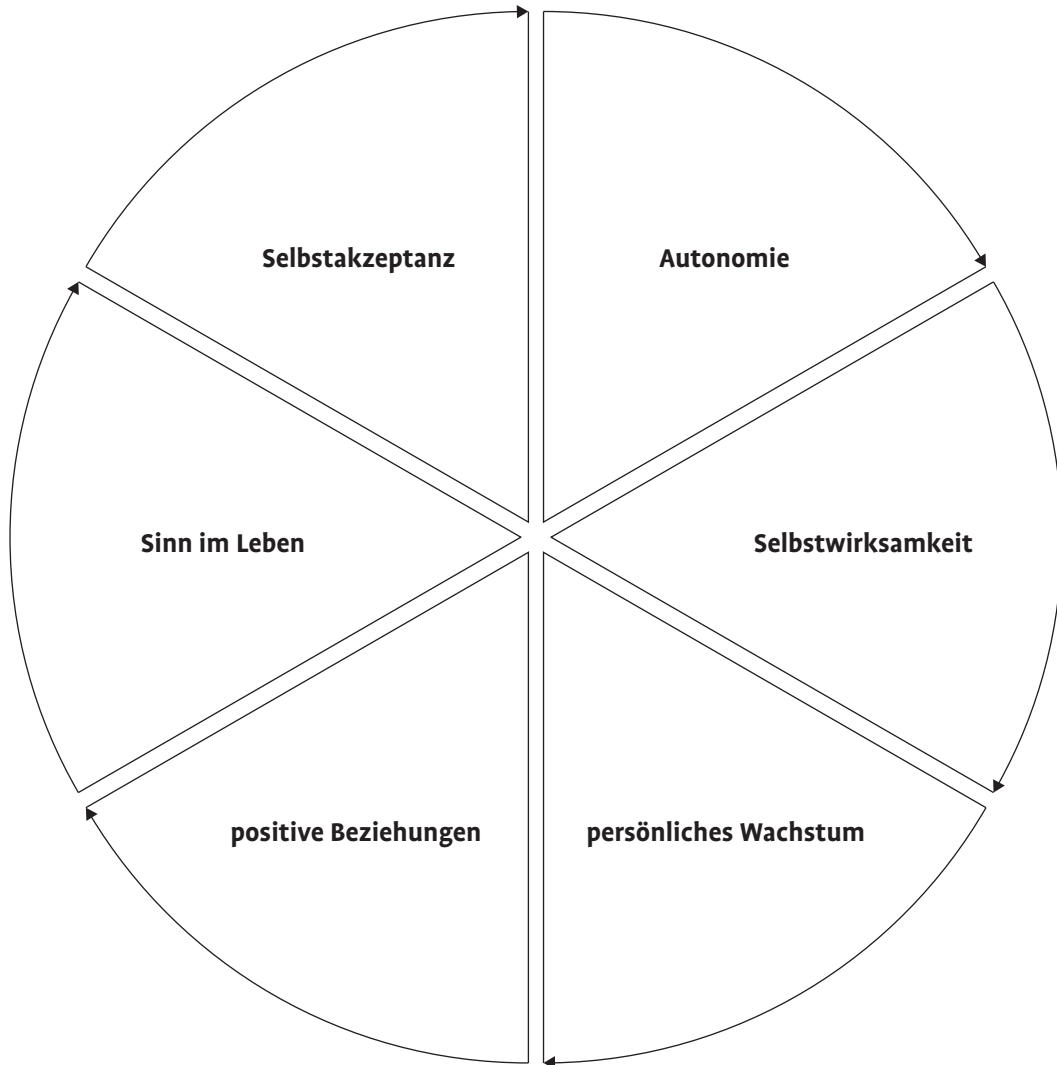 Selbstakzeptanz
Autonomie
Sinn im Leben
Selbstwirksamkeit
positive Beziehungen
persönliches Wachstum